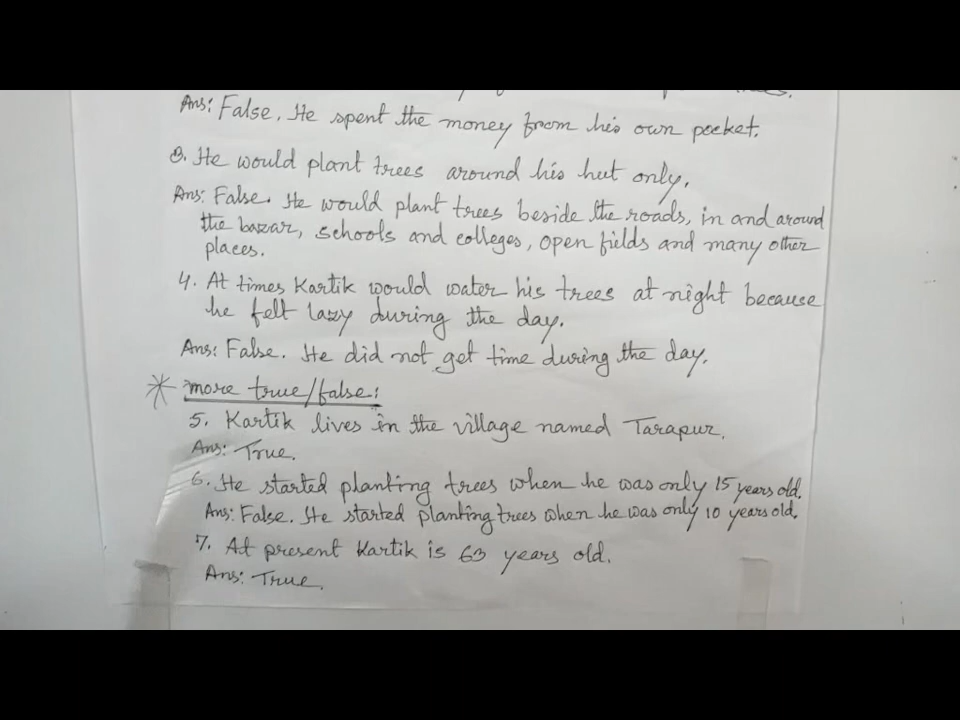 Ans: False. He spent the money from his own pocket.
3. He would plant trees around his hut only.
Ans: False. He would plant trees beside the roads, in and around
the bazar, schools and colleges, open fields and many other
places.
4. At times Kartik would water his trees at night because
he felt lazy during the day.
Ans: False. He did not get time during the day.
* more true/false:
5. Kartik lives in the village named Tarapur.
Ans: True.
6. He started planting trees when he was only 15 years old.
Ans: False. He started planting trees when he was only 10 years old.
7. At present Kartik is 63 years old.
Ans: True.